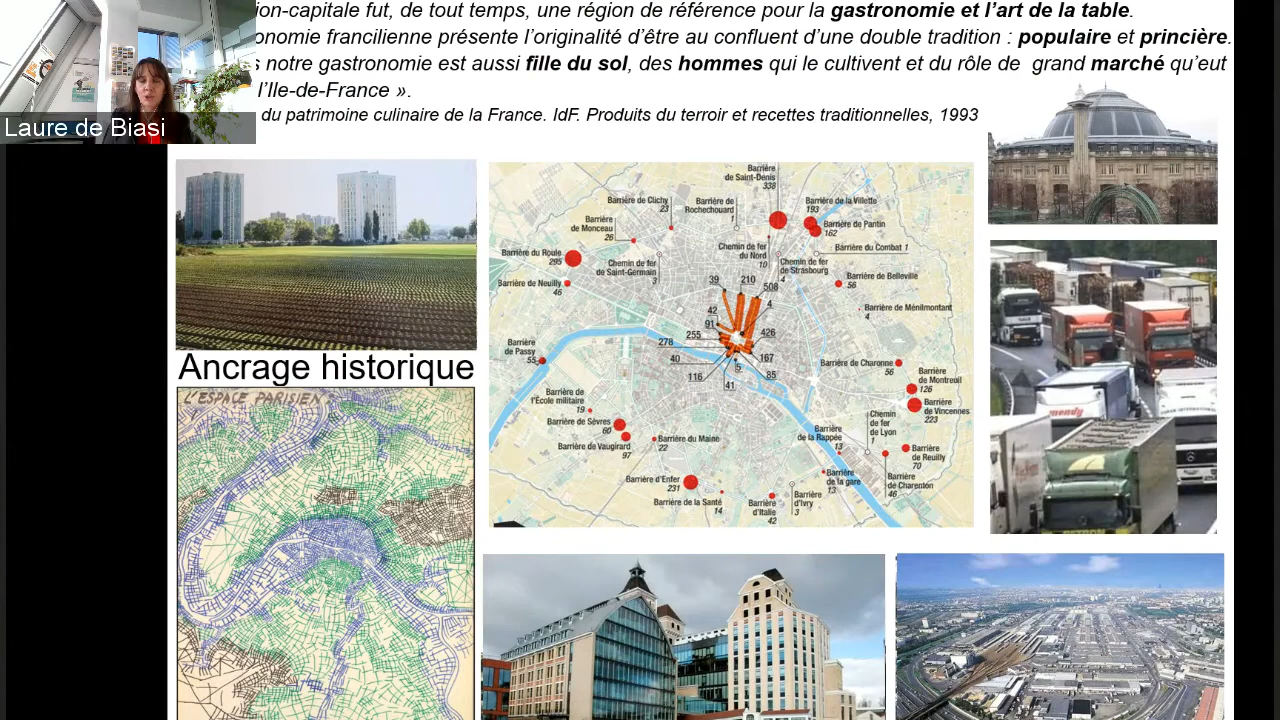 ion-capitale fut, de tout temps, une région de référence pour la gastronomie et l'art de la table.
onomie francilienne présente l'originalité d'être au confluent d'une double tradition : populaire et princière.
s notre gastronomie est aussi fille du sol, des hommes qui le cultivent et du rôle de grand marché qu'eut
l'Ile-de-France ».
du patrimoine culinaire de la France. IdF. Produits du terroir et recettes traditionnelles, 1993
Laure de Biasi
Ancrage historique
L'ESPACE PARISIEN
Barrière
de Saint-Denis
338
Barrière de Clichy
23
Barrière de
Rochechouart
1
Barrière de la Villette
193
Barrière de Pantin
162
Barrière
de Monceau
26
Barrière du Combat 1
Barrière du Roule
295
Chemin de fer
de Saint-Germain
3
Chemin de fer
du Nord
10
Chemin de fer
de Strasbourg
4
Barrière de Neuilly
46
Barrière de Belleville
56
Barrière de Ménilmontant
4
39
210
508
4
42
91
255
278
426
40
167
116
5
85
41
Barrière
de Passy
55
Barrière de Charonne
56
Barrière
de Montreuil
126
Barrière
de Vincennes
223
Barrière de
l'École militaire
19
Barrière de Sèvres
60
Barrière de Vaugirard
97
Barrière du Maine
22
Barrière
de la Rappée
13
Chemin
de fer
de Lyon
1
Barrière
de Reuilly
70
Barrière d'Enfer
231
Barrière de la Santé
14
Barrière
d'Italie
42
Barrière
d'Ivry
3
Barrière
de la gare
13
Barrière
de Charenton
46